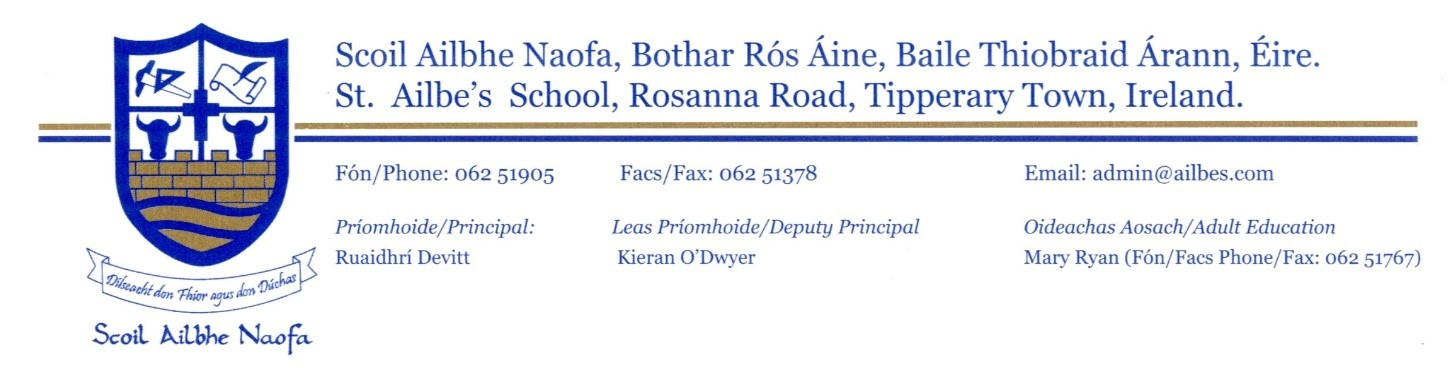 Scoil Ailbhe Naofa, Bothar Rós Áine, Baile Thiobraid Árann, Éire.
St. Ailbe's School, Rosanna Road, Tipperary Town, Ireland.
Fón/Phone: 062 51905 Facs/Fax: 062 51378 Email: admin@ailbes.com
Príomhoide/Principal: Leas Príomhoide/Deputy Principal Oideachas Aosach/Adult Education
Ruaidhrí Devitt Kieran O'Dwyer Mary Ryan (Fón/Facs Phone/Fax: 062 51767)
Dílseacht don Fhíor agus don Dúchas
Scoil Ailbhe Naofa